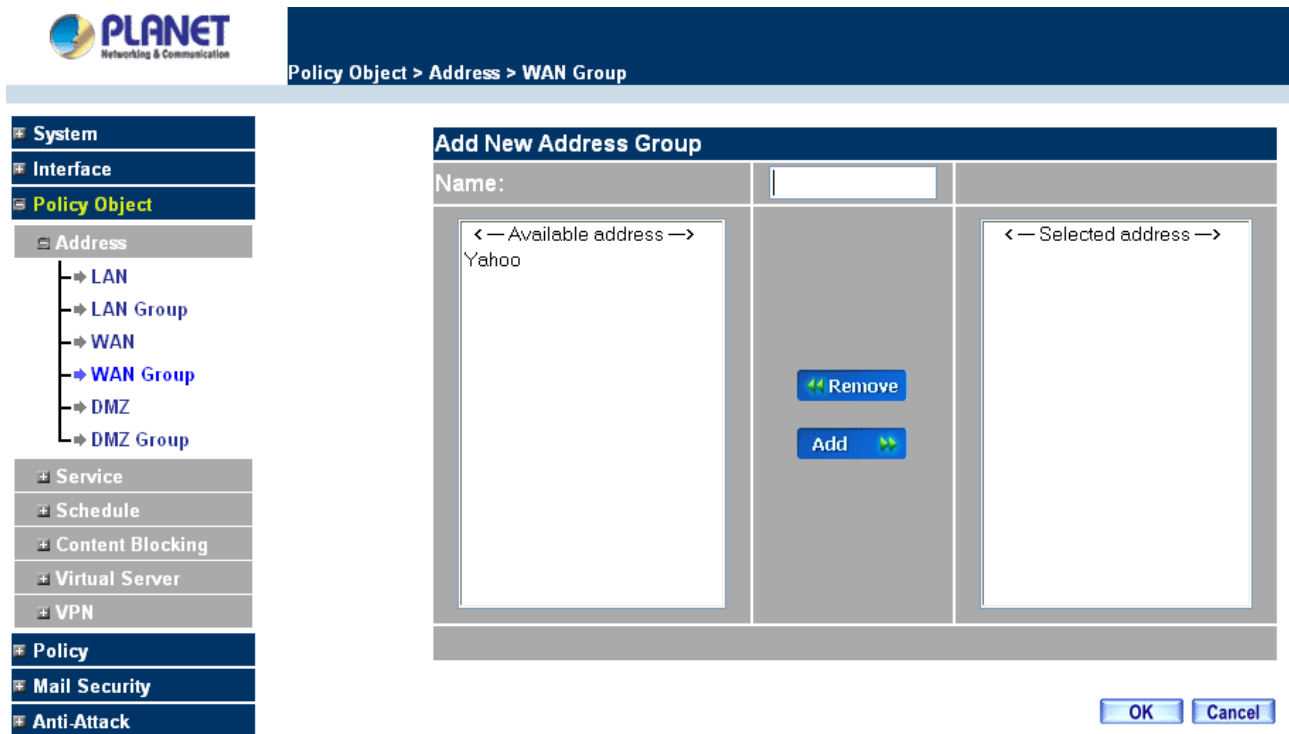 PLANET
Networking & Communication
Policy Object > Address > WAN Group
System
Interface
Policy Object
Address
LAN
LAN Group
WAN
WAN Group
DMZ
DMZ Group
Service
Schedule
Content Blocking
Virtual Server
VPN
Policy
Mail Security
Anti-Attack
Add New Address Group
Name:
<— Available address —>
Yahoo
Remove
Add
<— Selected address —>
OK
Cancel